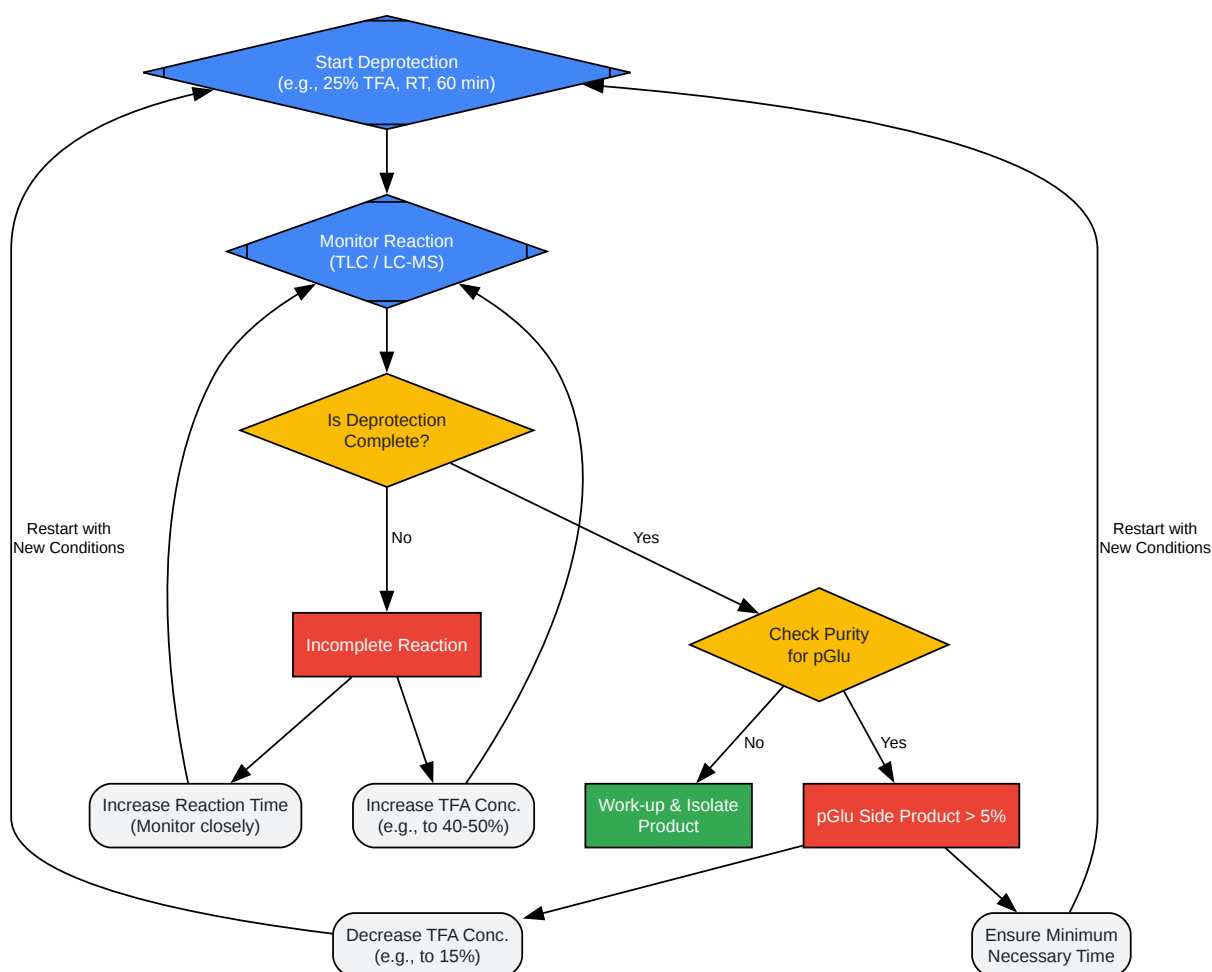 Start Deprotection
(e.g., 25% TFA, RT, 60 min)
Monitor Reaction
(TLC / LC-MS)
Is Deprotection
Complete?
Restart with
New Conditions
No
Yes
Restart with
New Conditions
Incomplete Reaction
Check Purity
for pGlu
No
Yes
Increase Reaction Time
(Monitor closely)
Increase TFA Conc.
(e.g., to 40-50%)
Work-up & Isolate
Product
pGlu Side Product > 5%
Decrease TFA Conc.
(e.g., to 15%)
Ensure Minimum
Necessary Time